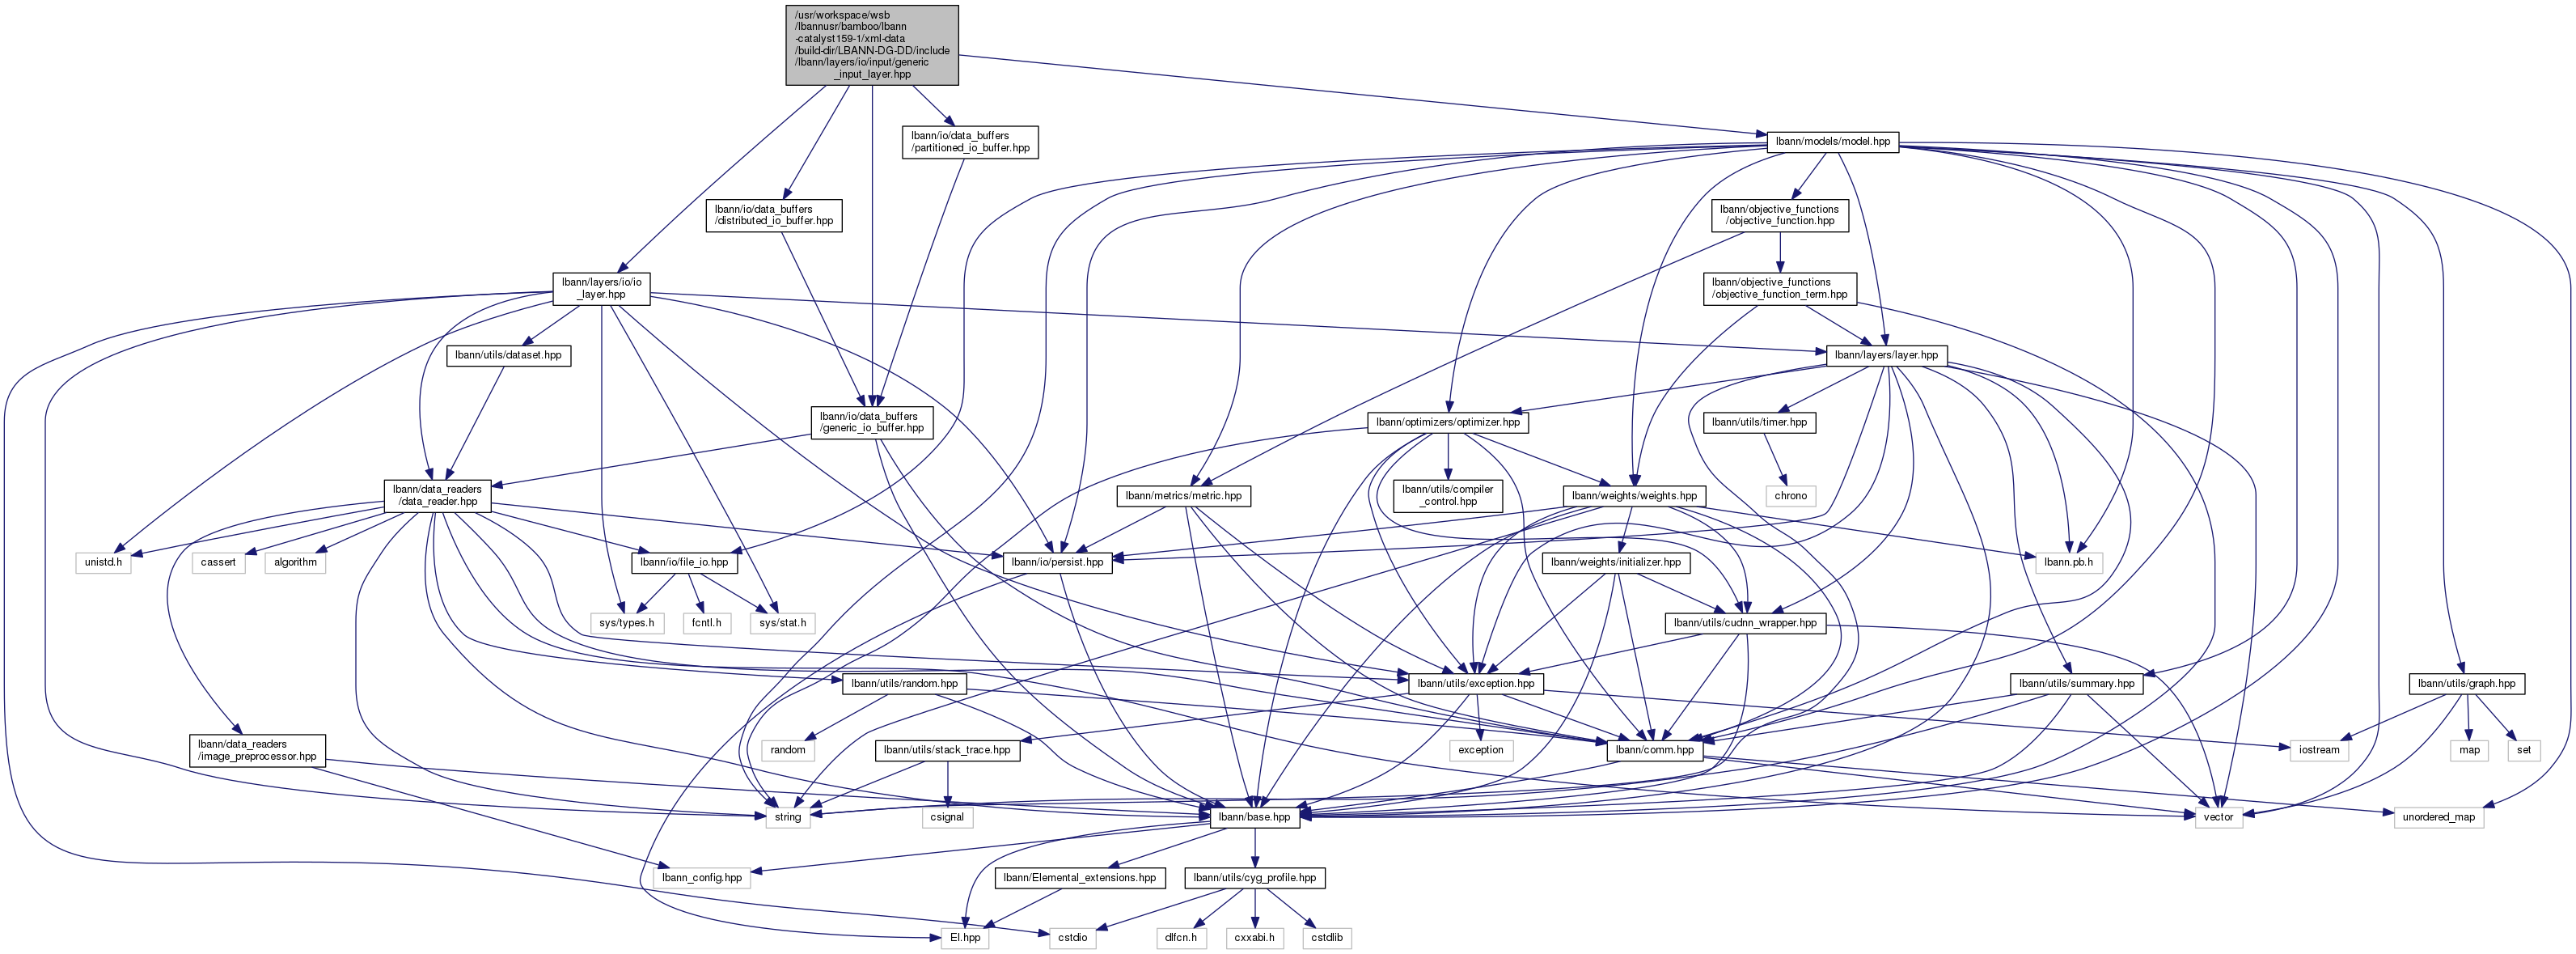 /usr/workspace/wsb
/lbannusr/bamboo/lbann
-catalyst159-1/xml-data
/build-dir/LBANN-DG-DD/include
/lbann/layers/io/input/generic
_input_layer.hpp
lbann/io/data_buffers
/partitioned_io_buffer.hpp
lbann/models/model.hpp
lbann/io/data_buffers
/distributed_io_buffer.hpp
lbann/objective_functions
/objective_function.hpp
lbann/layers/io/io
_layer.hpp
lbann/objective_functions
/objective_function_term.hpp
lbann/utils/dataset.hpp
lbann/layers/layer.hpp
lbann/io/data_buffers
/generic_io_buffer.hpp
lbann/optimizers/optimizer.hpp
lbann/utils/timer.hpp
lbann/data_readers
/data_reader.hpp
lbann/metrics/metric.hpp
lbann/utils/compiler
_control.hpp
lbann/weights/weights.hpp
chrono
unistd.h
cassert
algorithm
lbann/io/file_io.hpp
lbann/io/persist.hpp
lbann/weights/initializer.hpp
lbann.pb.h
sys/types.h
fcntl.h
sys/stat.h
lbann/utils/cudnn_wrapper.hpp
lbann/utils/random.hpp
lbann/utils/exception.hpp
lbann/utils/summary.hpp
lbann/utils/graph.hpp
lbann/data_readers
/image_preprocessor.hpp
random
lbann/utils/stack_trace.hpp
exception
lbann/comm.hpp
iostream
map
set
string
csignal
lbann/base.hpp
vector
unordered_map
lbann_config.hpp
lbann/Elemental_extensions.hpp
lbann/utils/cyg_profile.hpp
El.hpp
cstdio
dlfcn.h
cxxabi.h
cstdlib